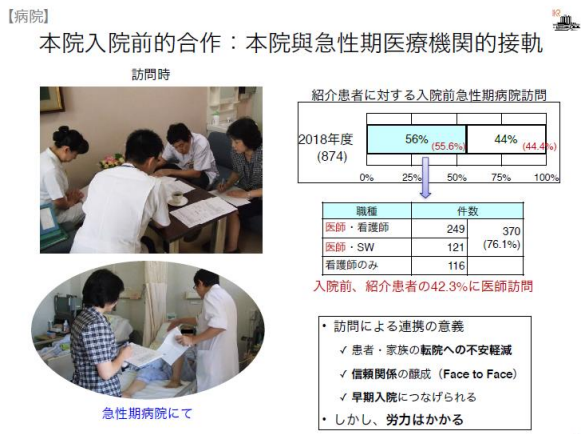 【病院】
本院入院前的合作：本院與急性期医療機関的接軌
訪問時
急性期病院にて
紹介患者に対する入院前急性期病院訪問
2018年度
(874)
56% (55.6%) 44% (44.4%)
0% 25% 50% 75% 100%
職種 件数
医師・看護師 249 370
(76.1%)
医師・SW 121
看護師のみ 116
入院前、紹介患者の42.3%に医師訪問
• 訪問による連携の意義
✓ 患者・家族の転院への不安軽減
✓ 信頼関係の醸成（Face to Face）
✓ 早期入院につなげられる
• しかし、労力はかかる